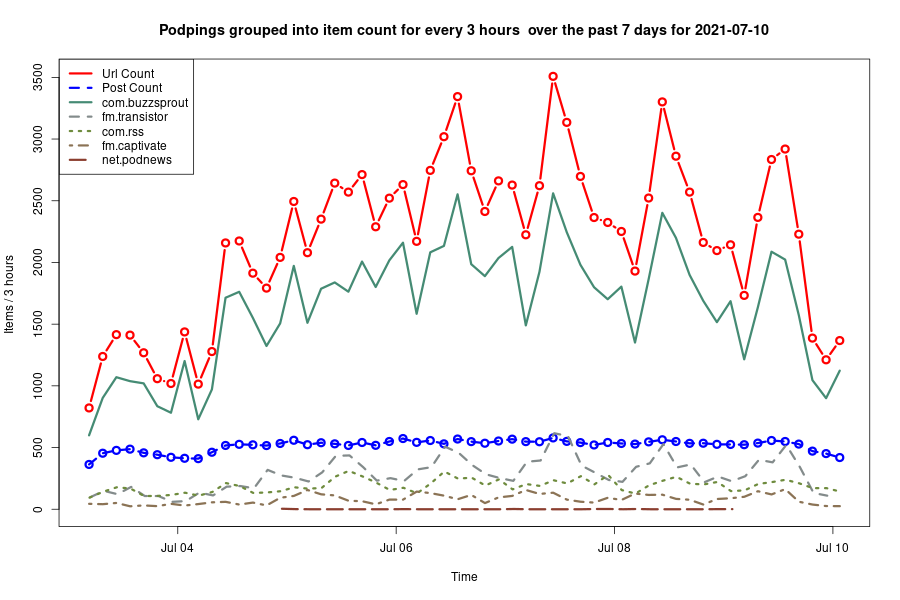 Podpings grouped into item count for every 3 hours  over the past 7 days for 2021-07-10
Url Count
Post Count
com.buzzsprout
fm.transistor
com.rss
fm.captivate
net.podnews
Items / 3 hours
3500
3000
2500
2000
1500
1000
500
0
Jul 04
Jul 06
Jul 08
Jul 10
Time